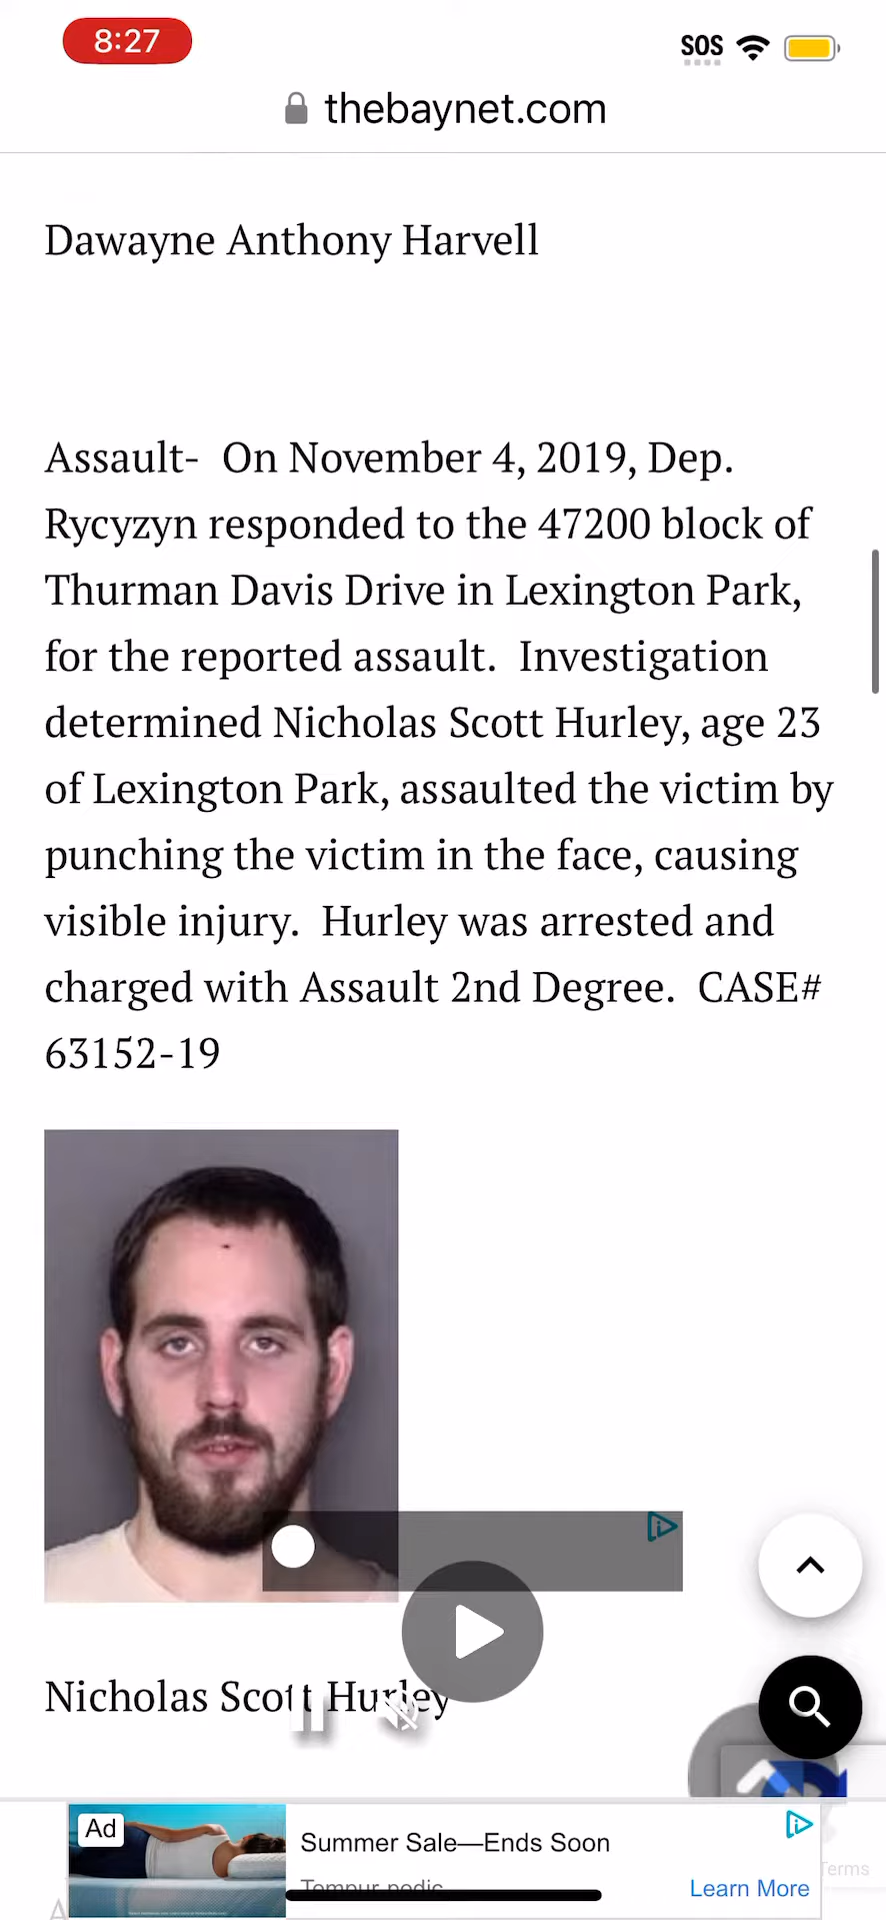 8:27
SOS
thebaynet.com
Dawayne Anthony Harvell
Assault-  On November 4, 2019, Dep.
Rycyzyn responded to the 47200 block of
Thurman Davis Drive in Lexington Park,
for the reported assault.  Investigation
determined Nicholas Scott Hurley, age 23
of Lexington Park, assaulted the victim by
punching the victim in the face, causing
visible injury.  Hurley was arrested and
charged with Assault 2nd Degree.  CASE#
63152-19
Nicholas Scott Hurley
Ad
Summer Sale—Ends Soon
Tempur-pedic
Learn More
Terms